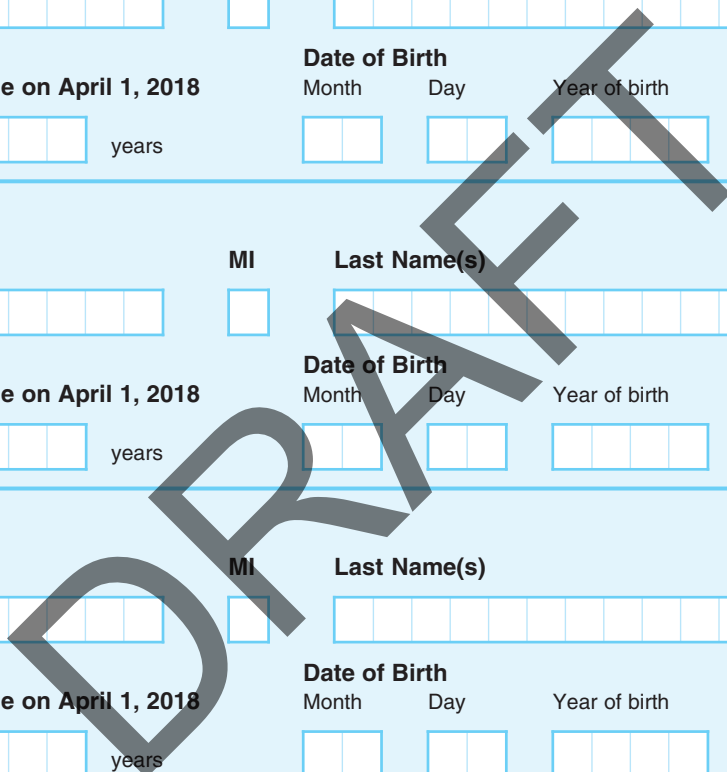 Date of Birth
e on April 1, 2018 Month Day Year of birth
years
MI Last Name(s)
Date of Birth
e on April 1, 2018 Month Day Year of birth
years
MI Last Name(s)
Date of Birth
e on April 1, 2018 Month Day Year of birth
years
DRAFT